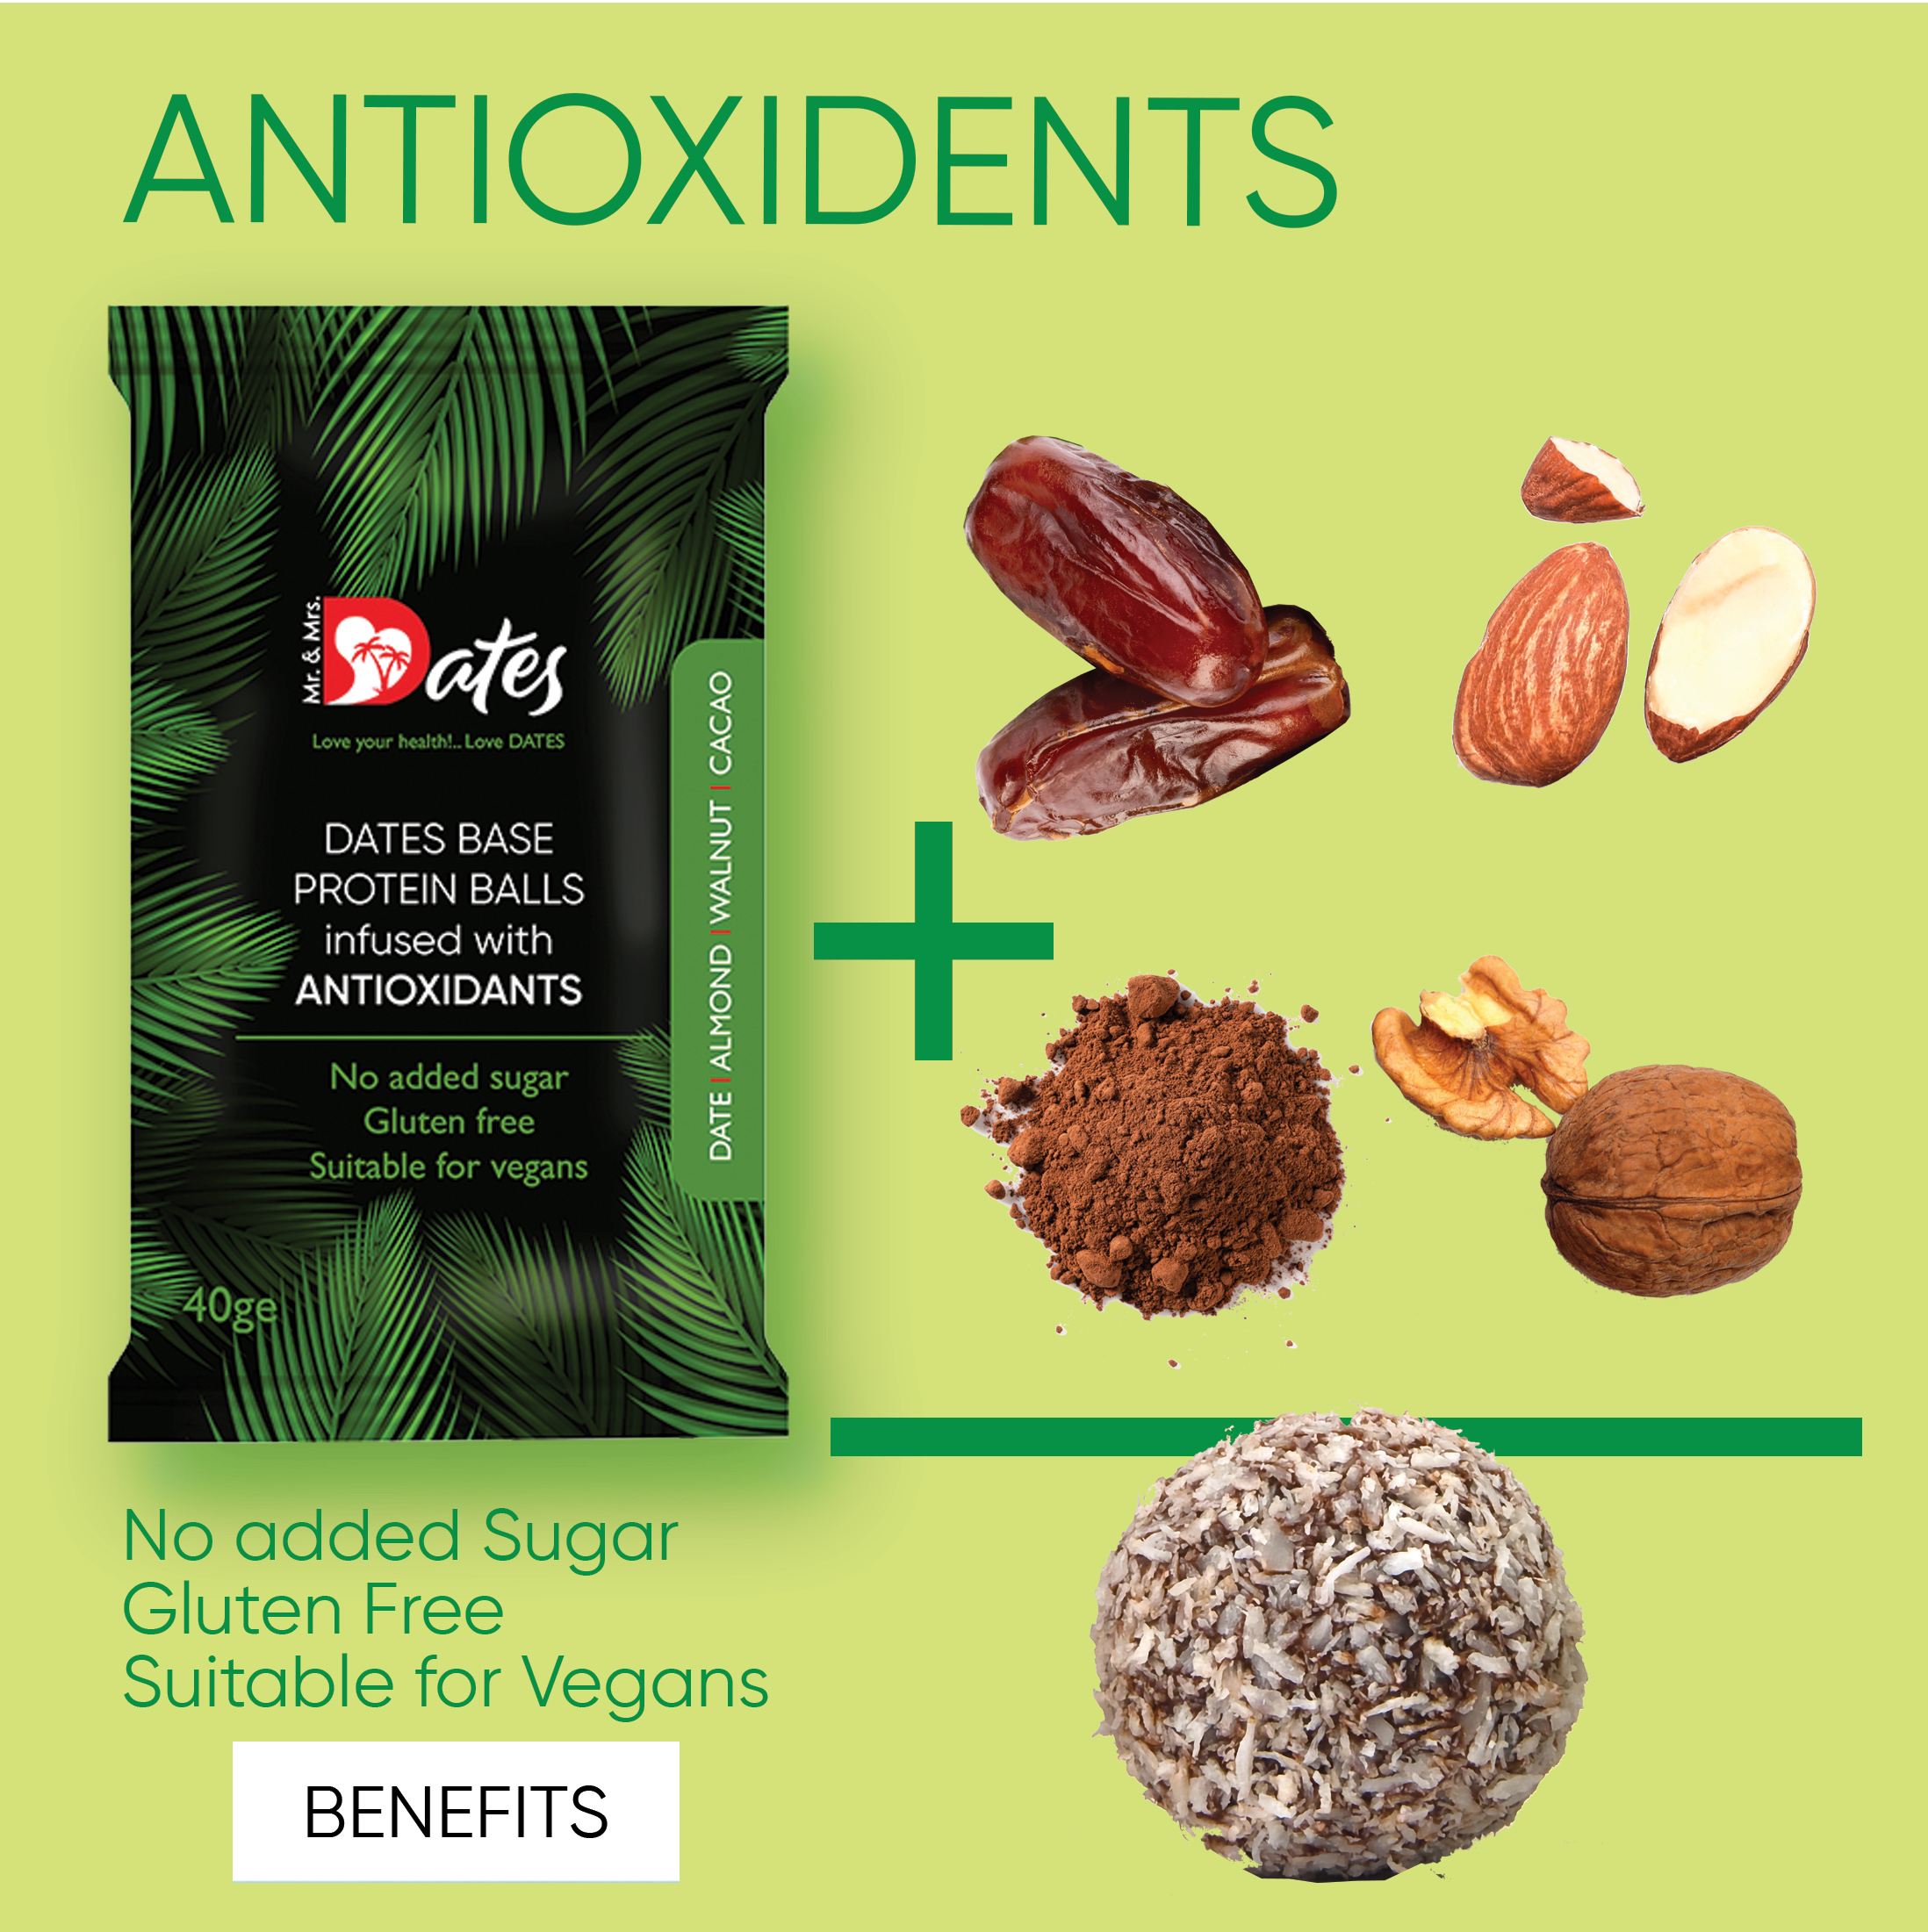 ANTIOXIDENTS
Mr. & Mrs.
Dates
Love your health!.. Love DATES
DATES BASE
PROTEIN BALLS
infused with
ANTIOXIDANTS
No added sugar
Gluten free
Suitable for vegans
DATE | ALMOND | WALNUT | CACAO
40ge
No added Sugar
Gluten Free
Suitable for Vegans
BENEFITS